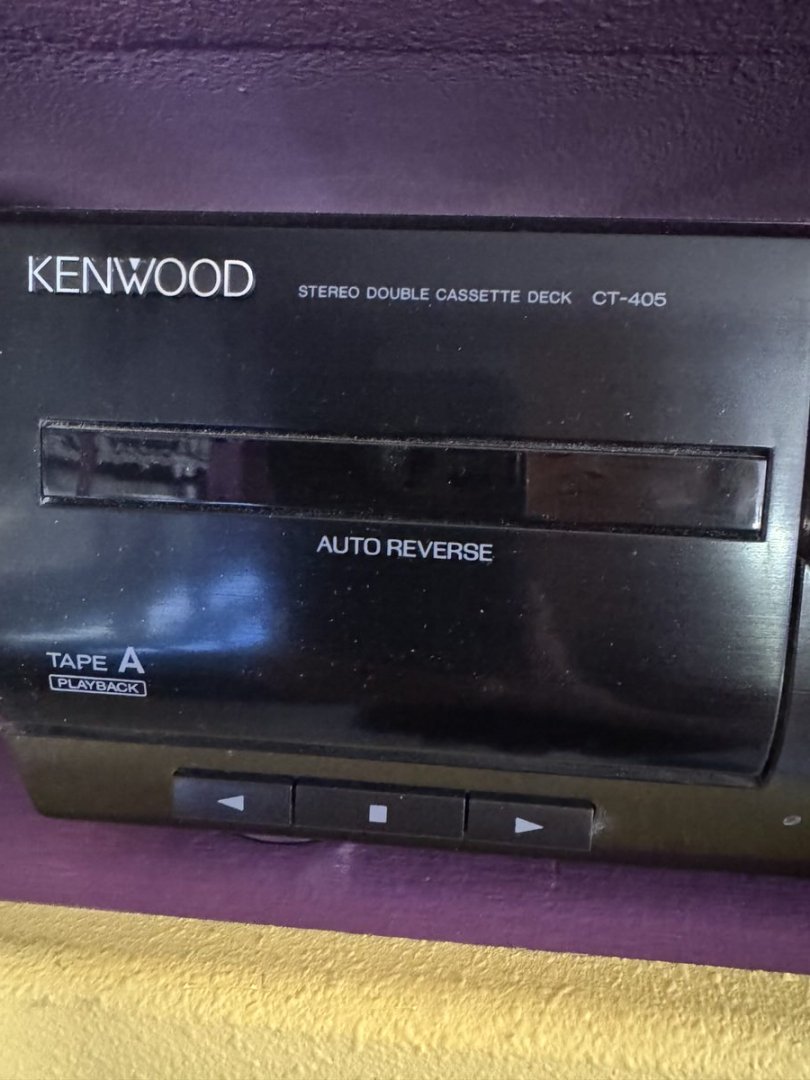 KENWOOD
STEREO DOUBLE CASSETTE DECK CT-405
AUTO REVERSE
TAPE A
PLAYBACK